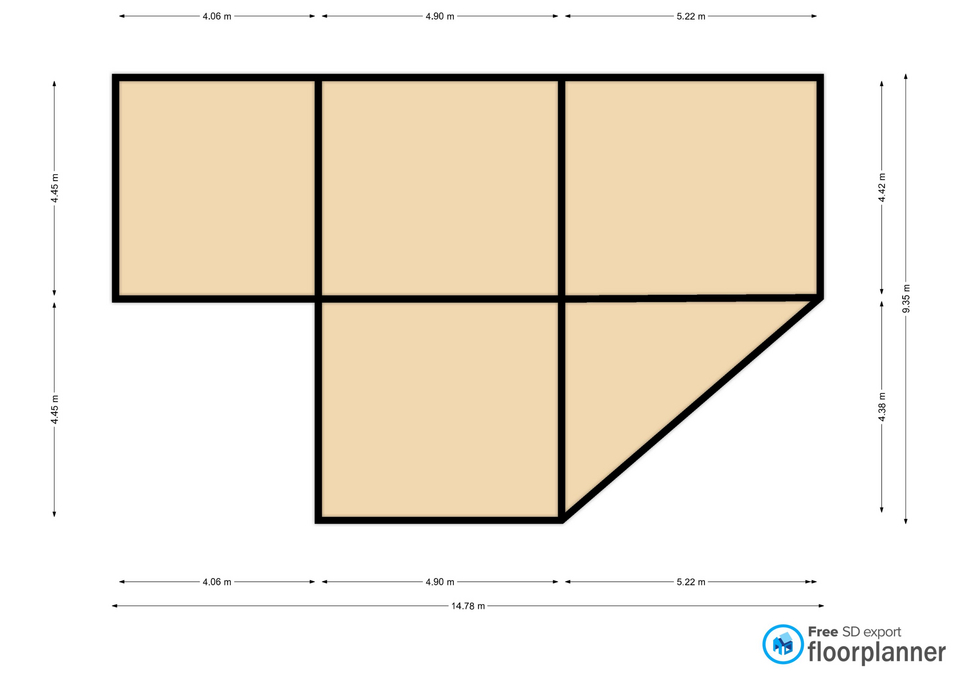 4.06 m
4.90 m
5.22 m
4.45 m
4.42 m
9.35 m
4.45 m
4.38 m
4.06 m
4.90 m
5.22 m
14.78 m
Free SD export
floorplanner